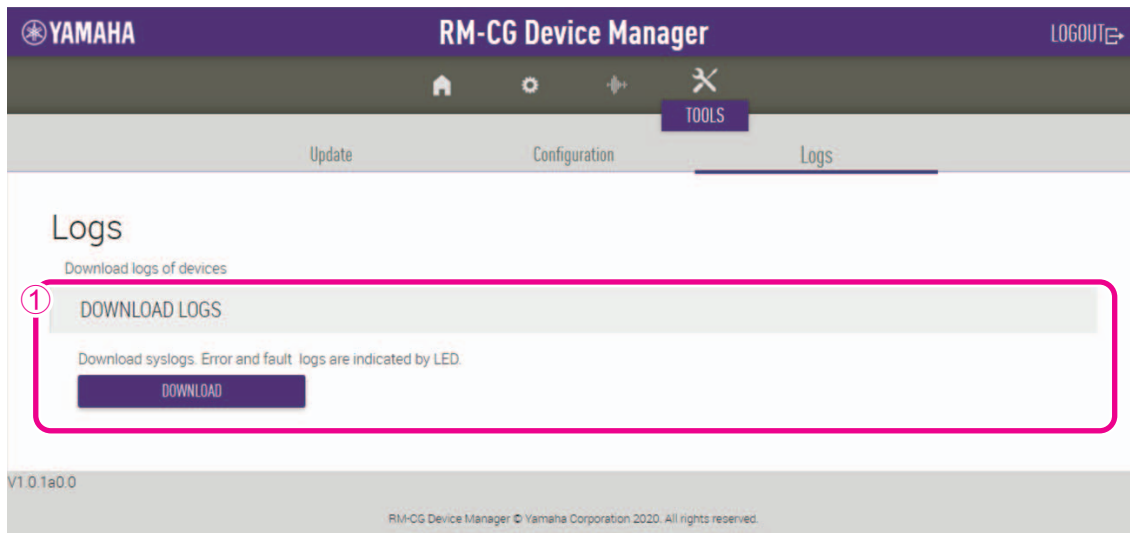 YAMAHA
RM-CG Device Manager
LOGOUT
TOOLS
Update
Configuration
Logs
Logs
Download logs of devices
1
DOWNLOAD LOGS
Download syslogs. Error and fault logs are indicated by LED.
DOWNLOAD
V1.0.1a0.0
RM-CG Device Manager © Yamaha Corporation 2020. All rights reserved.